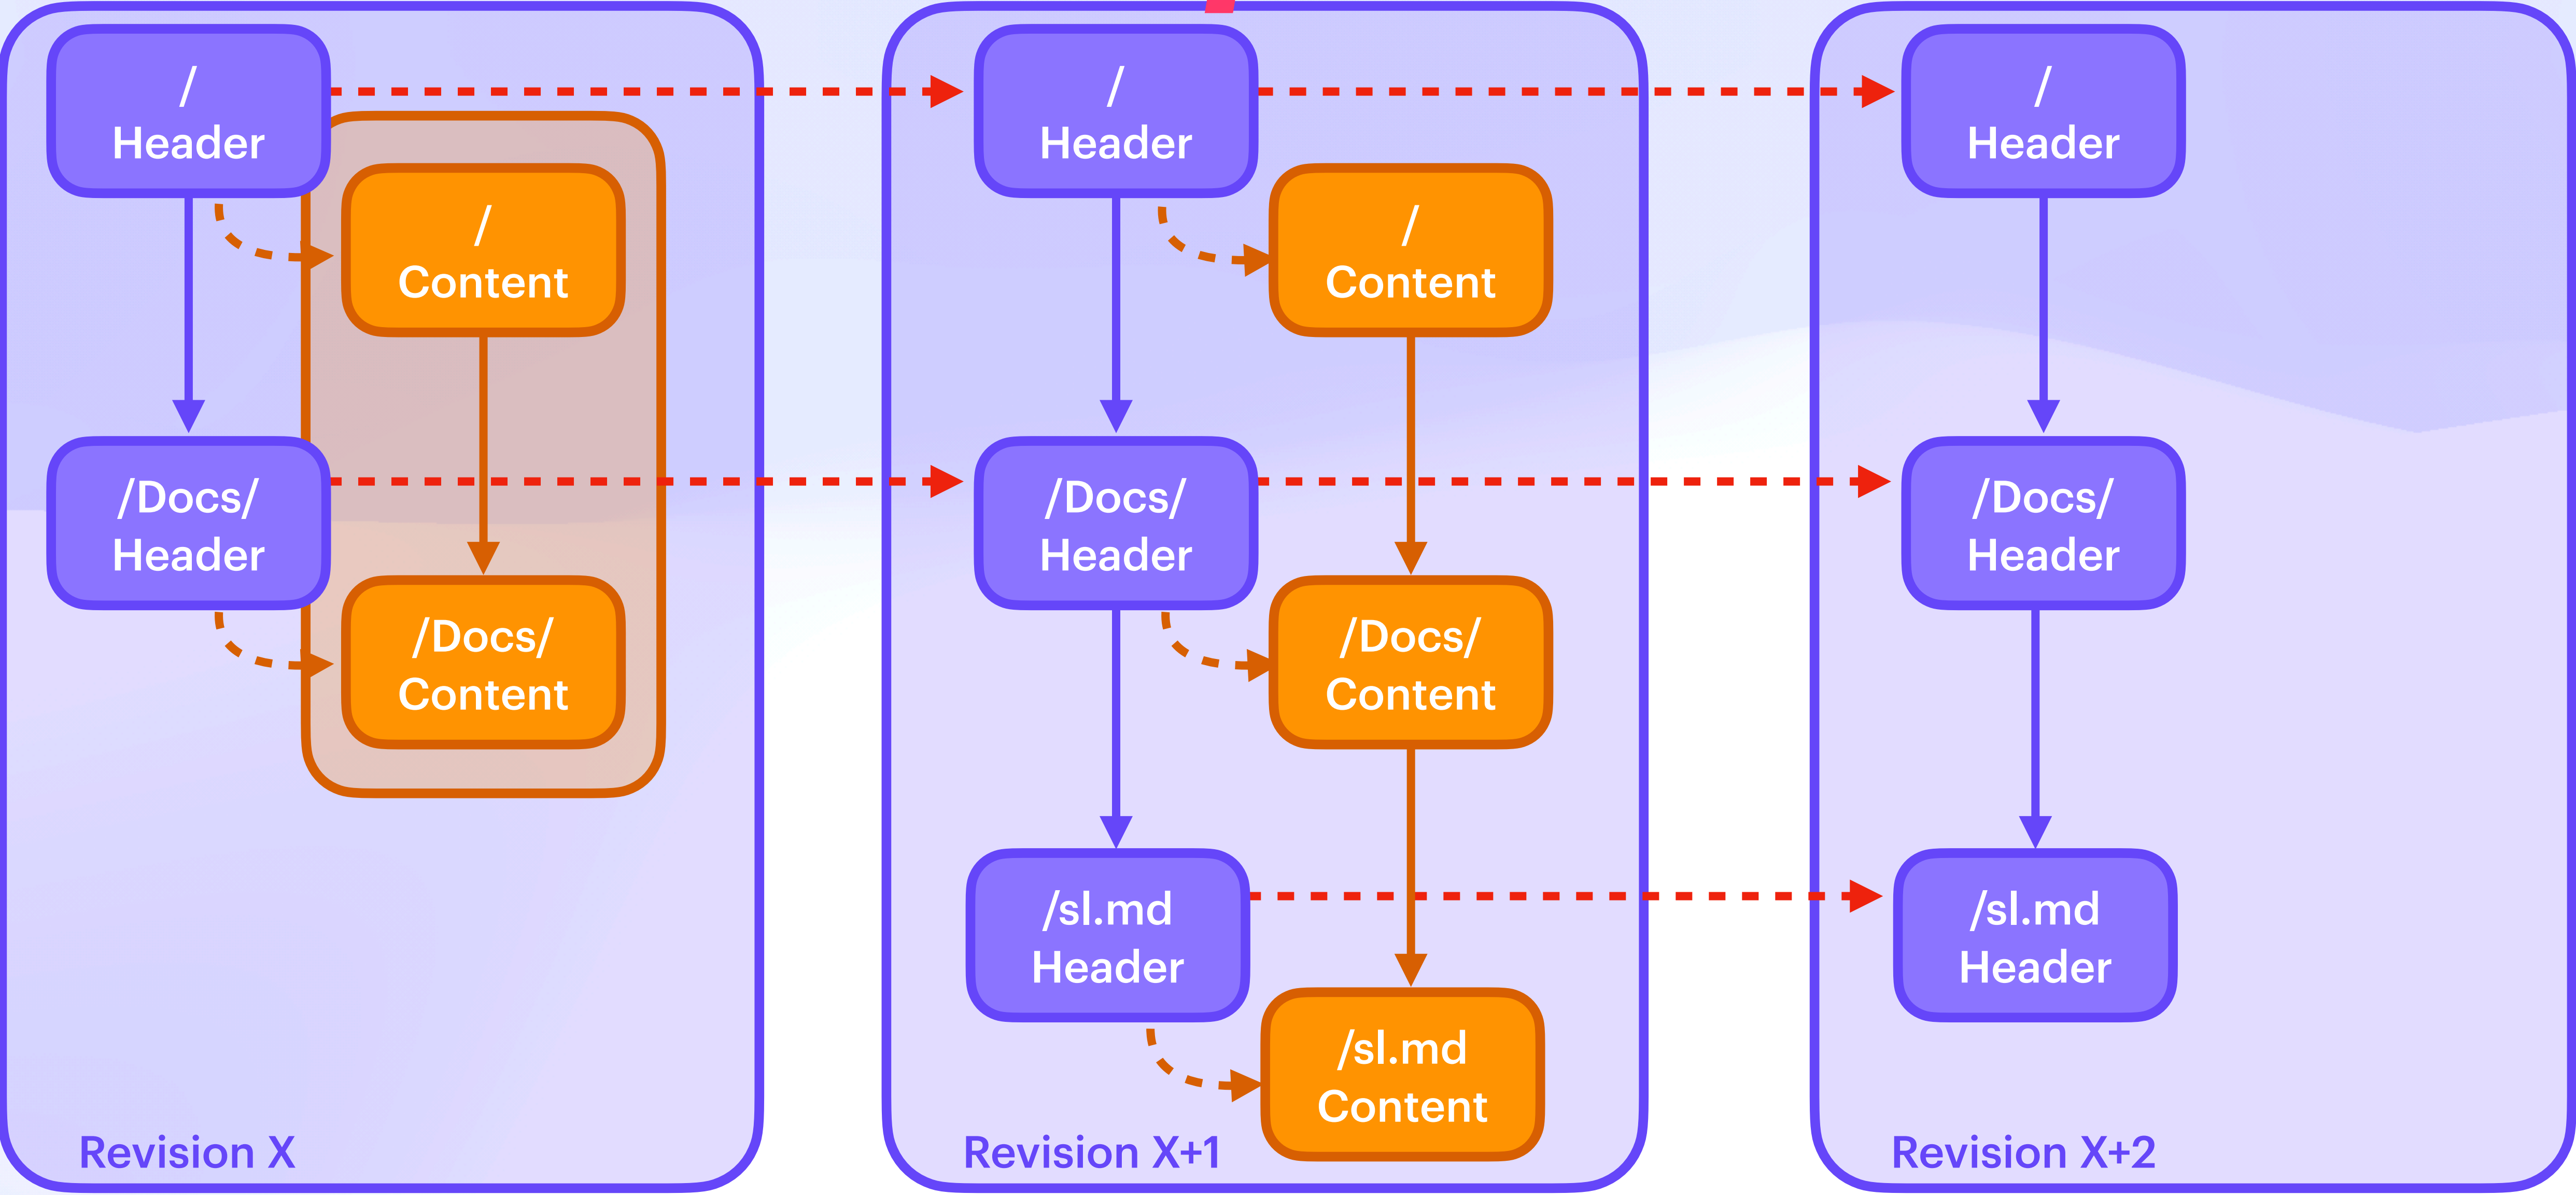 /
Header
/
Content
/Docs/
Header
/Docs/
Content
Revision X
/
Header
/
Content
/Docs/
Header
/Docs/
Content
/sl.md
Header
/sl.md
Content
Revision X+1
/
Header
/Docs/
Header
/sl.md
Header
Revision X+2